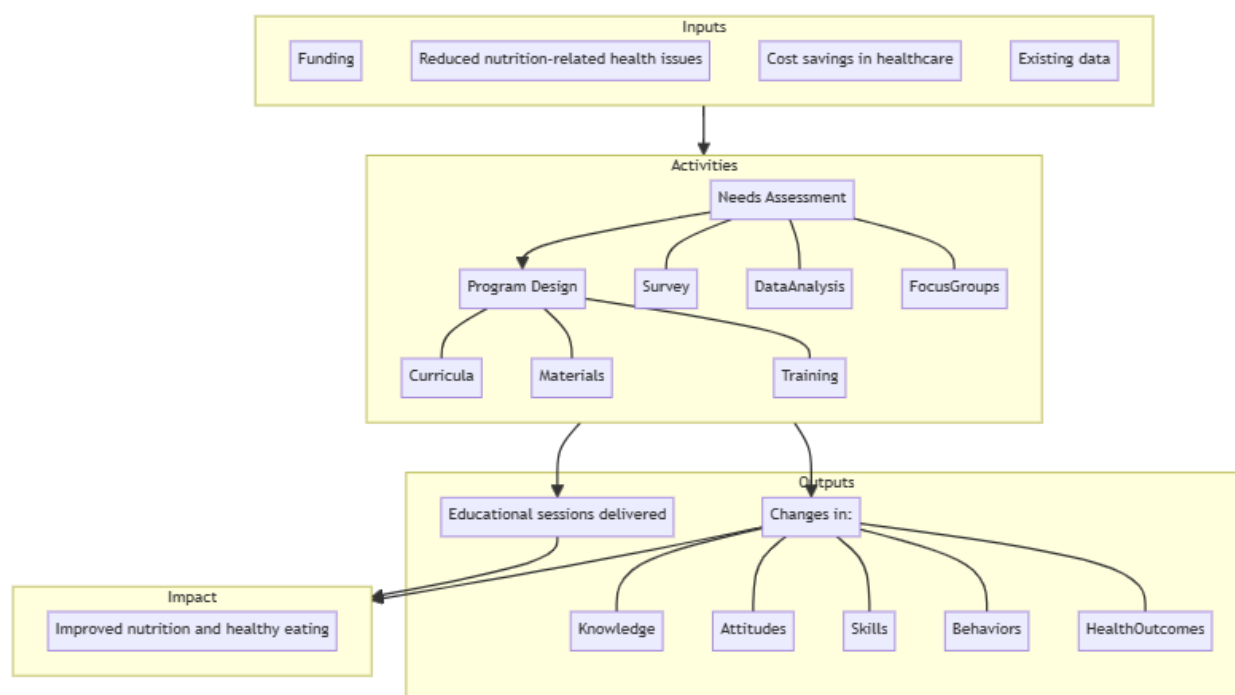 Inputs
Funding
Reduced nutrition-related health issues
Cost savings in healthcare
Existing data
Activities
Needs Assessment
Program Design
Survey
DataAnalysis
FocusGroups
Curricula
Materials
Training
Outputs
Educational sessions delivered
Changes in:
Impact
Improved nutrition and healthy eating
Knowledge
Attitudes
Skills
Behaviors
HealthOutcomes